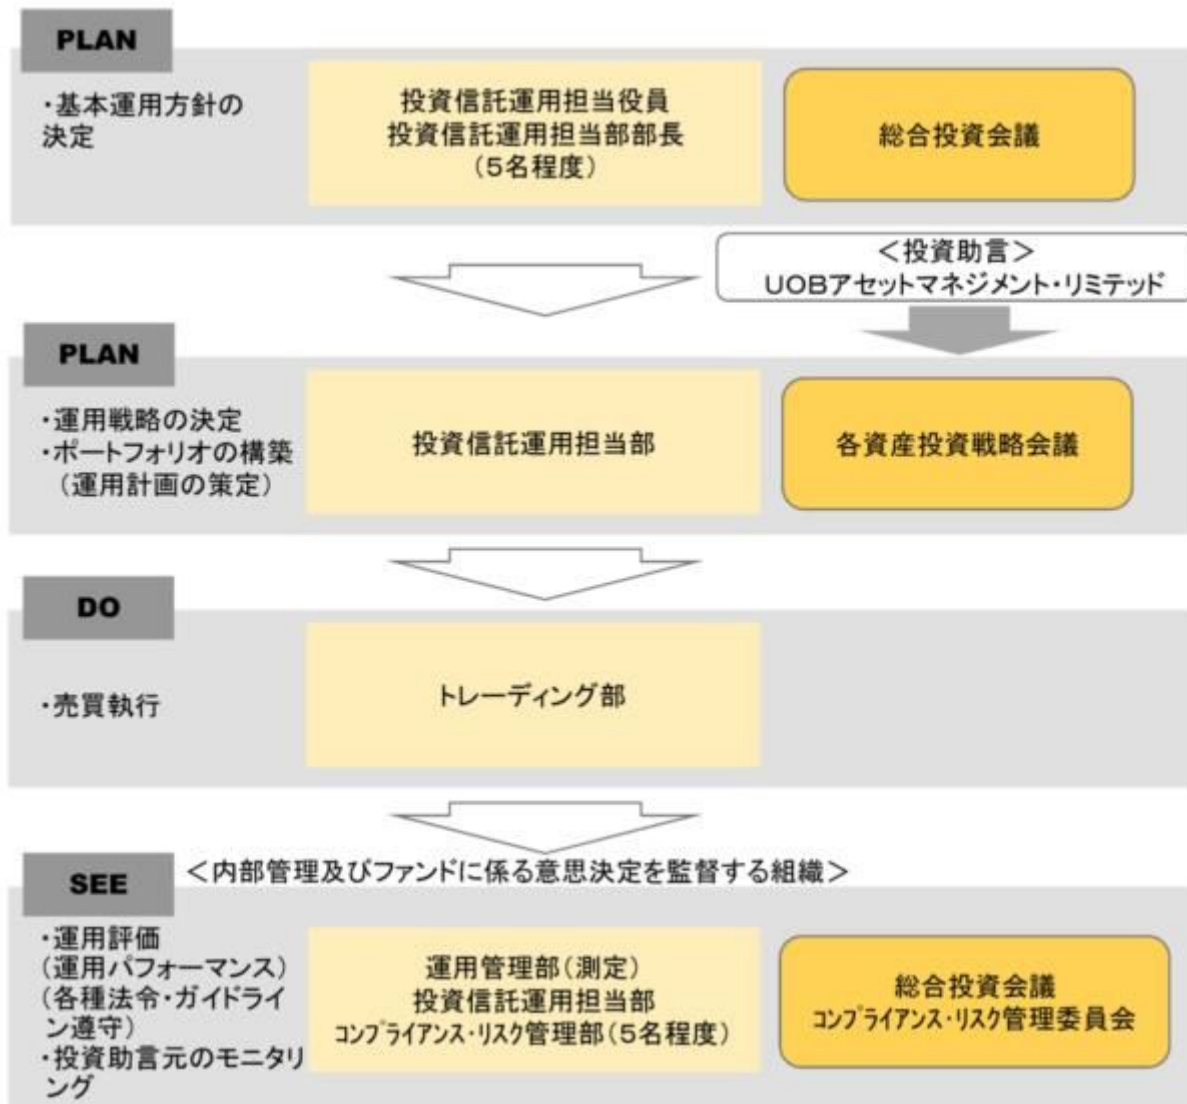 PLAN
・基本運用方針の
決定
投資信託運用担当役員
投資信託運用担当部部長
（５名程度）
総合投資会議
＜投資助言＞
ＵＯＢアセットマネジメント・リミテッド
PLAN
・運用戦略の決定
・ポートフォリオの構築
（運用計画の策定）
投資信託運用担当部
各資産投資戦略会議
DO
・売買執行
トレーディング部
＜内部管理及びファンドに係る意思決定を監督する組織＞
SEE
・運用評価
(運用パフォーマンス)
(各種法令・ガイドライ
ン遵守)
・投資助言元のモニタリ
ング
運用管理部（測定）
投資信託運用担当部
ｺﾝﾌﾟﾗｲｱﾝｽ・ﾘｽｸ管理部（５名程度）
総合投資会議
ｺﾝﾌﾟﾗｲｱﾝｽ・ﾘｽｸ管理委員会